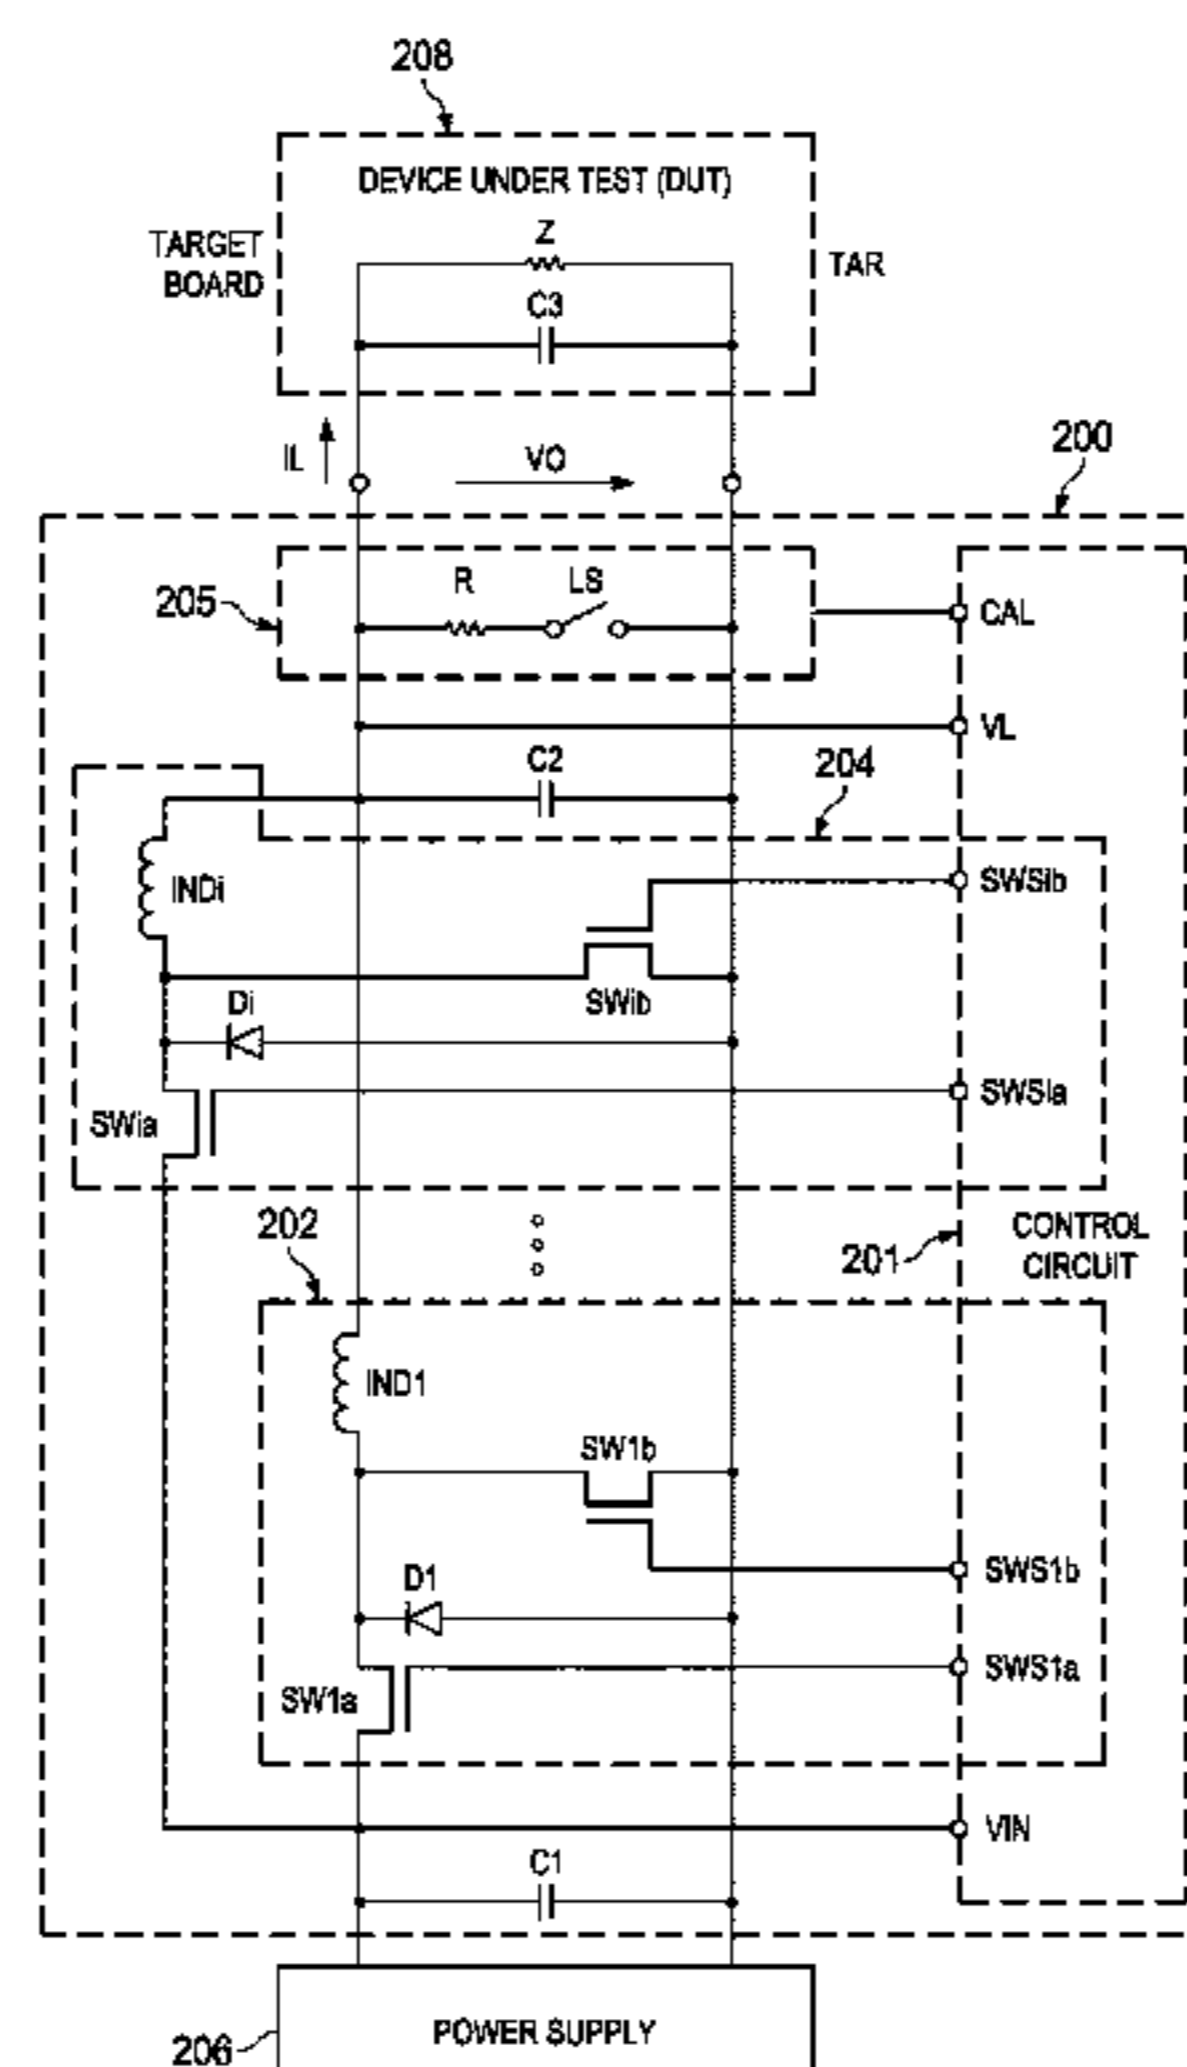 208
DEVICE UNDER TEST (DUT)
TARGET
BOARD
Z
TAR
C3
IL
VO
200
205
R
LS
CAL
VL
C2
204
INDi
SWSib
SWib
Di
SWia
SWSia
202
201
CONTROL
CIRCUIT
IND1
SW1b
SWS1b
D1
SWS1a
SW1a
VIN
C1
206
POWER SUPPLY